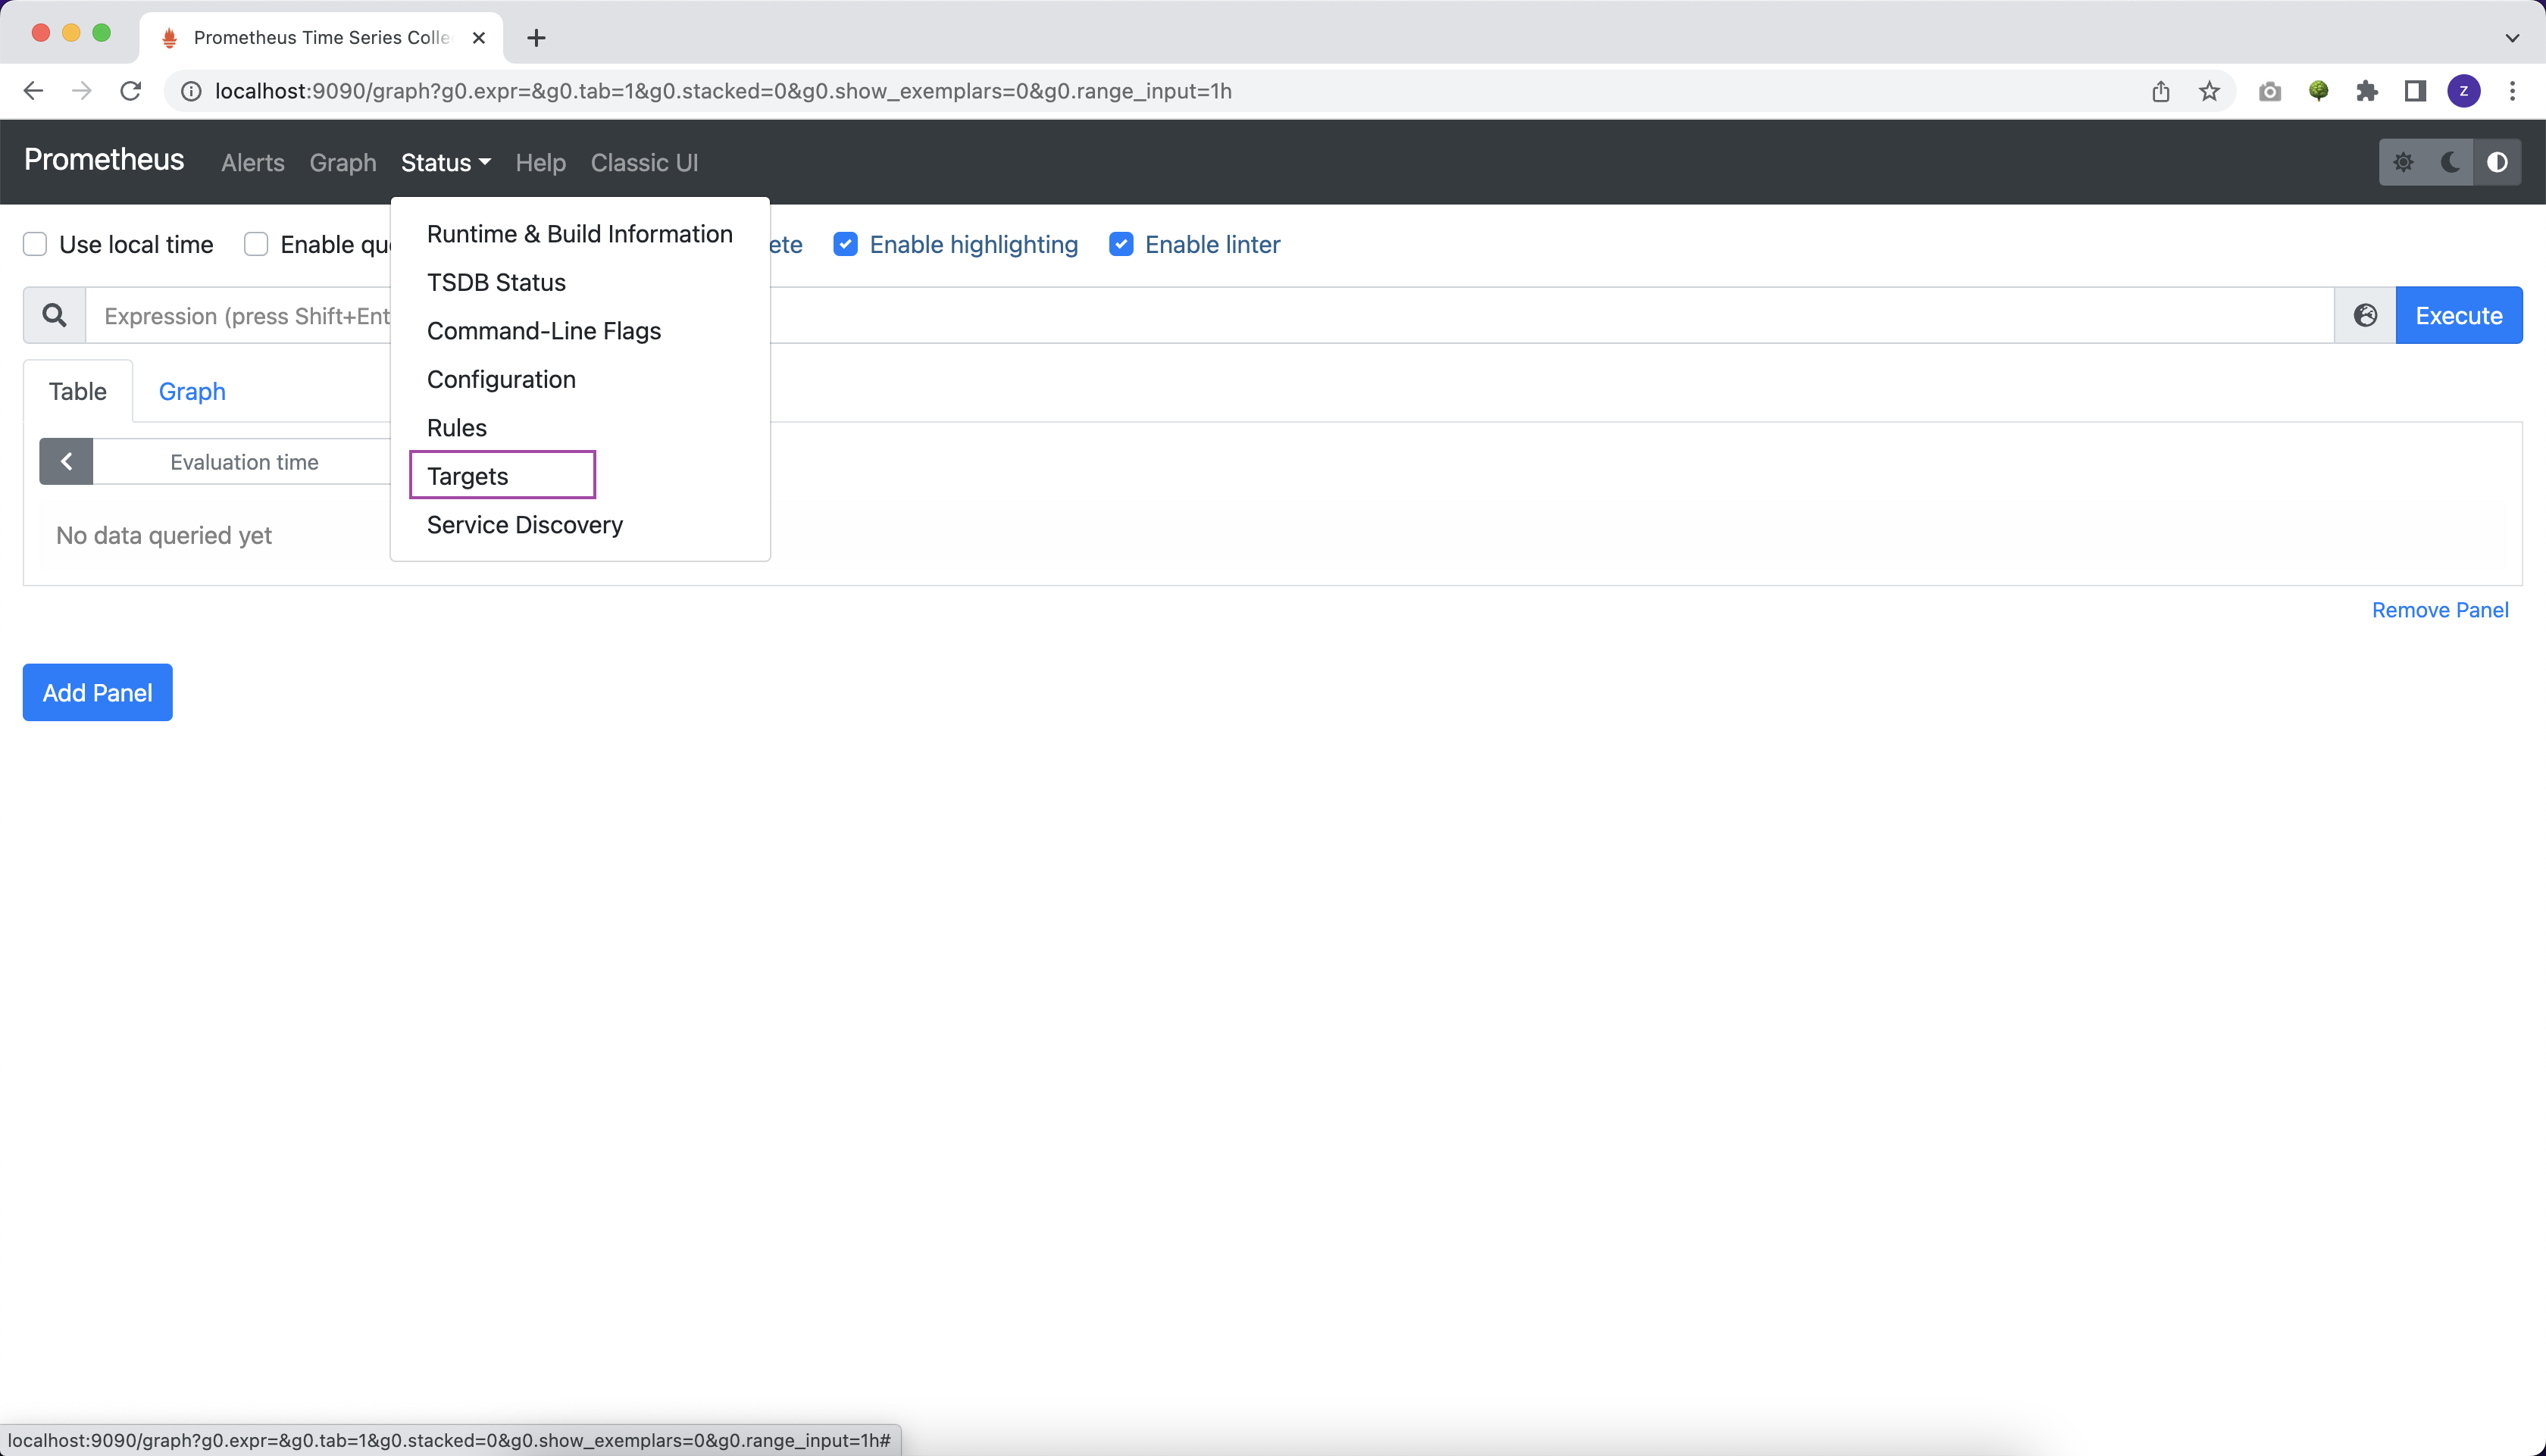 Prometheus Time Series Colle
localhost:9090/graph?g0.expr=&g0.tab=1&g0.stacked=0&g0.show_exemplars=0&g0.range_input=1h
z
Prometheus Alerts Graph Status Help Classic UI
Use local time Enable que ete Enable highlighting Enable linter
Runtime & Build Information
TSDB Status
Expression (press Shift+Ent
Execute
Command-Line Flags
Table Graph
Configuration
Rules
Evaluation time
Targets
Service Discovery
No data queried yet
Remove Panel
Add Panel
localhost:9090/graph?g0.expr=&g0.tab=1&g0.stacked=0&g0.show_exemplars=0&g0.range_input=1h#